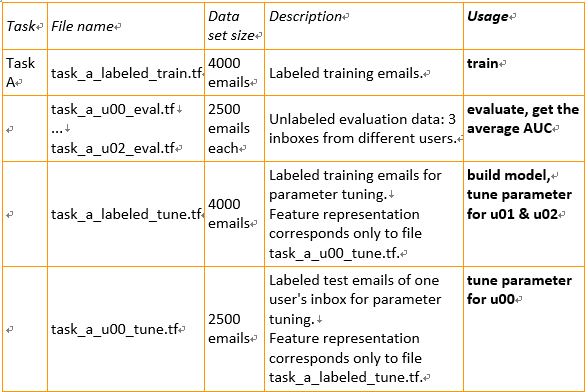 Task File name Data set size Description Usage
Task A task_a_labeled_train.tf 4000 emails Labeled training emails. train
task_a_u00_eval.tf
...
task_a_u02_eval.tf
2500 emails each
Unlabeled evaluation data: 3
inboxes from different users.
evaluate, get the
average AUC
task_a_labeled_tune.tf
4000 emails
Labeled training emails for
parameter tuning.
Feature representation
corresponds only to file
task_a_u00_tune.tf.
build model,
tune parameter
for u01 & u02
task_a_u00_tune.tf
2500 emails
Labeled test emails of one
user's inbox for parameter
tuning.
Feature representation
corresponds only to file
task_a_labeled_tune.tf.
tune parameter
for u00